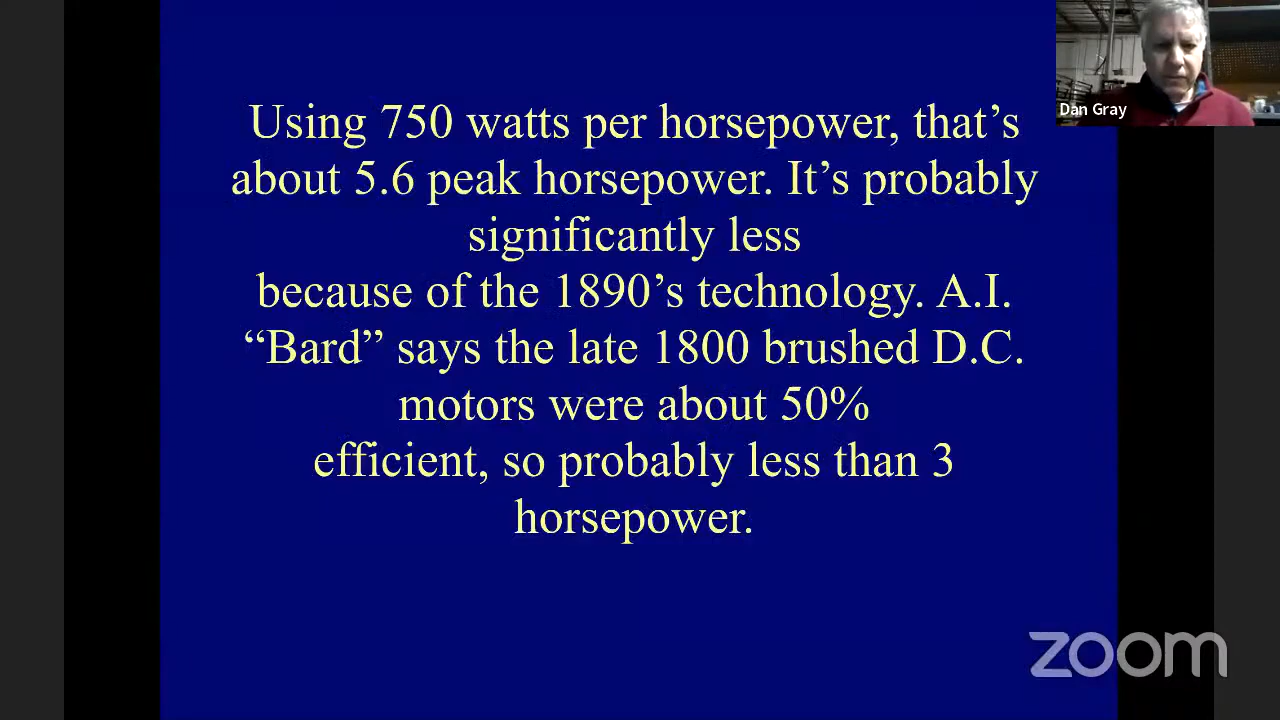 Using 750 watts per horsepower, that’s
about 5.6 peak horsepower. It’s probably
significantly less
because of the 1890’s technology. A.I.
“Bard” says the late 1800 brushed D.C.
motors were about 50%
efficient, so probably less than 3
horsepower.
Dan Gray
zoom